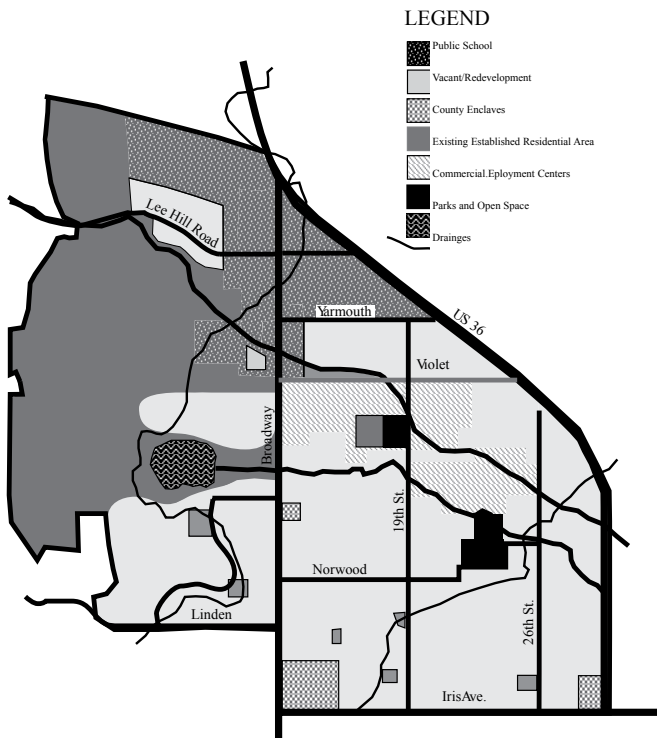 LEGEND
Public School
Vacant/Redevelopment
County Enclaves
Existing Established Residential Area
Commercial.Eployment Centers
Parks and Open Space
Drainges
Lee Hill Road
Yarmouth
US 36
Violet
Broadway
19th St.
Norwood
26th St.
Linden
IrisAve.